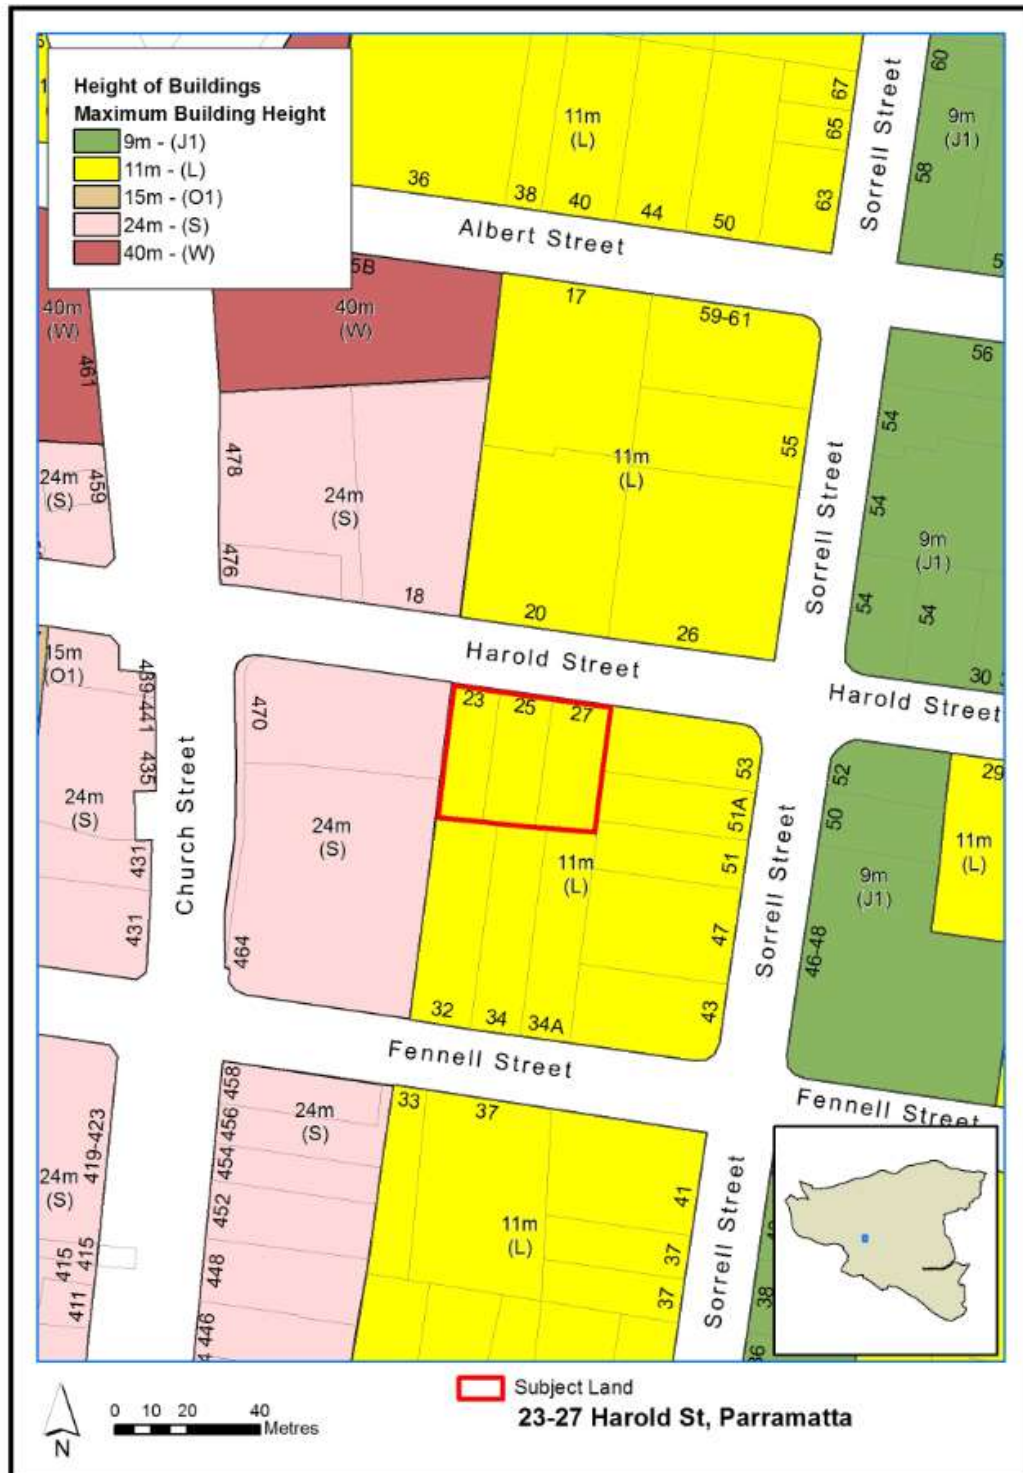 Height of Buildings
Maximum Building Height
9m - (J1)
11m - (L)
15m - (O1)
24m - (S)
40m - (W)
11m
(L)
67
65
63
36
38
40
44
50
60
9m
(J1)
58
Sorrell Street
Albert Street
5B
40m
(W)
40m
(W)
461
17
59-61
56
54
54
54
54
9m
(J1)
55
11m
(L)
478
24m
(S)
476
18
20
26
24m
(S)
459
Sorrell Street
30
Harold Street
Harold Street
15m
(O1)
439-441
435
24m
(S)
431
431
Church Street
470
24m
(S)
464
23
25
27
53
51A
51
47
43
11m
(L)
32
34
34A
Sorrell Street
52
50
46-48
9m
(J1)
29
11m
(L)
Fennell Street
Fennell Street
458
456
454
452
448
446
24m
(S)
33
37
41
37
37
11m
(L)
Sorrell Street
38
419-423
24m
(S)
415
415
411
Subject Land
23-27 Harold St, Parramatta
N
0 10 20 40
Metres